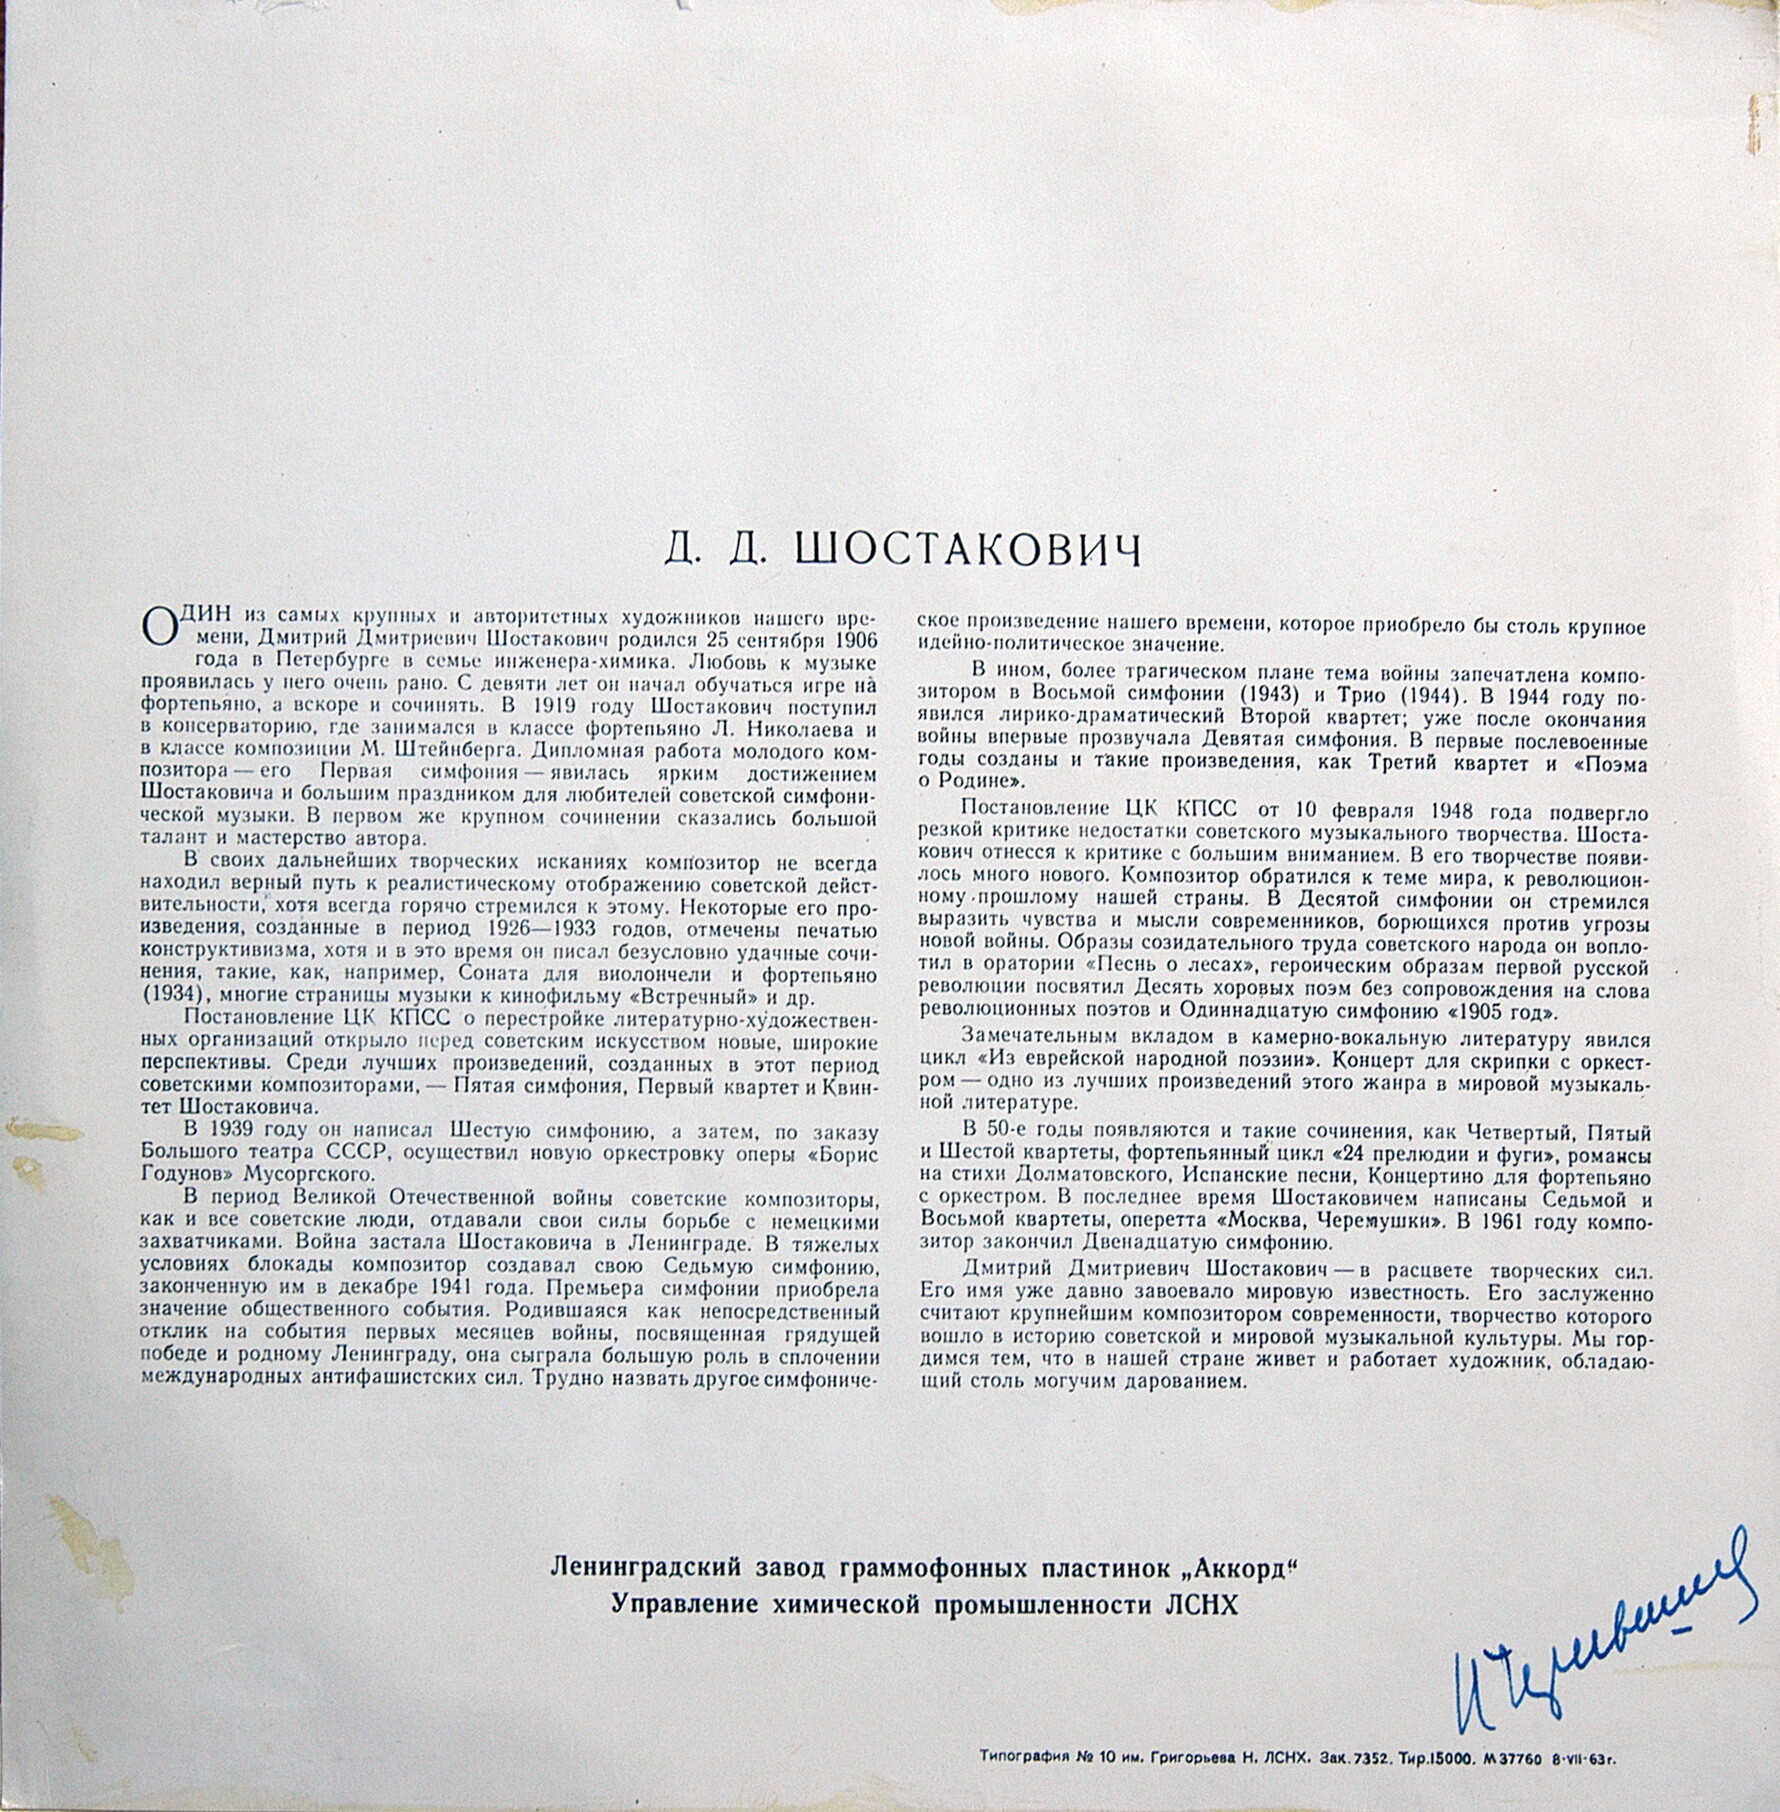 Д. Д. ШОСТАКОВИЧ
ОДИН из самых крупных и авторитетных художников нашего вре-
мени, Дмитрий Дмитриевич Шостакович родился 25 сентября 1906
года в Петербурге в семье инженера-химика. Любовь к музыке
проявилась у него очень рано. С девяти лет он начал обучаться игре на
фортепьяно, а вскоре и сочинять. В 1919 году Шостакович поступил
в консерваторию, где занимался в классе фортепьяно Л. Николаева и
в классе композиции М. Штейнберга. Дипломная работа молодого ком-
позитора — его Первая симфония — явилась ярким достижением
Шостаковича и большим праздником для любителей советской симфони-
ческой музыки. В первом же крупном сочинении сказались большой
талант и мастерство автора.
В своих дальнейших творческих исканиях композитор не всегда
находил верный путь к реалистическому отображению советской дейст-
вительности, хотя всегда горячо стремился к этому. Некоторые его про-
изведения, созданные в период 1926—1933 годов, отмечены печатью
конструктивизма, хотя и в это время он писал безусловно удачные сочи-
нения, такие, как, например, Соната для виолончели и фортепьяно
(1934), многие страницы музыки к кинофильму «Встречный» и др.
Постановление ЦК КПСС о перестройке литературно-художествен-
ных организаций открыло перед советским искусством новые, широкие
перспективы. Среди лучших произведений, созданных в этот период
советскими композиторами, — Пятая симфония, Первый квартет и Квин-
тет Шостаковича.
В 1939 году он написал Шестую симфонию, а затем, по заказу
Большого театра СССР, осуществил новую оркестровку оперы «Борис
Годунов» Мусоргского.
В период Великой Отечественной войны советские композиторы,
как и все советские люди, отдавали свои силы борьбе с немецкими
захватчиками. Война застала Шостаковича в Ленинграде. В тяжелых
условиях блокады композитор создавал свою Седьмую симфонию,
законченную им в декабре 1941 года. Премьера симфонии приобрела
значение общественного события. Родившаяся как непосредственный
отклик на события первых месяцев войны, посвященная грядущей
победе и родному Ленинграду, она сыграла большую роль в сплочении
международных антифашистских сил. Трудно назвать другое симфониче-
ское произведение нашего времени, которое приобрело бы столь крупное
идейно-политическое значение.
В ином, более трагическом плане тема войны запечатлена компо-
зитором в Восьмой симфонии (1943) и Трио (1944). В 1944 году по-
явился лирико-драматический Второй квартет; уже после окончания
войны впервые прозвучала Девятая симфония. В первые послевоенные
годы созданы и такие произведения, как Третий квартет и «Поэма
о Родине».
Постановление ЦК КПСС от 10 февраля 1948 года подвергло
резкой критике недостатки советского музыкального творчества. Шоста-
кович отнесся к критике с большим вниманием. В его творчестве появи-
лось много нового. Композитор обратился к теме мира, к революцион-
ному прошлому нашей страны. В Десятой симфонии он стремился
выразить чувства и мысли современников, борющихся против угрозы
новой войны. Образы созидательного труда советского народа он вопло-
тил в оратории «Песнь о лесах», героическим образам первой русской
революции посвятил Десять хоровых поэм без сопровождения на слова
революционных поэтов и Одиннадцатую симфонию «1905 год».
Замечательным вкладом в камерно-вокальную литературу явился
цикл «Из еврейской народной поэзии». Концерт для скрипки с оркест-
ром — одно из лучших произведений этого жанра в мировой музыкаль-
ной литературе.
В 50-е годы появляются и такие сочинения, как Четвертый, Пятый
и Шестой квартеты, фортепьянный цикл «24 прелюдии и фуги», романсы
на стихи Долматовского, Испанские песни, Концертино для фортепьяно
с оркестром. В последнее время Шостаковичем написаны Седьмой и
Восьмой квартеты, оперетта «Москва, Черемушки». В 1961 году компо-
зитор закончил Двенадцатую симфонию.
Дмитрий Дмитриевич Шостакович — в расцвете творческих сил.
Его имя уже давно завоевало мировую известность. Его заслуженно
считают крупнейшим композитором современности, творчество которого
вошло в историю советской и мировой музыкальной культуры. Мы гор-
димся тем, что в нашей стране живет и работает художник, обладаю-
щий столь могучим дарованием.
Ленинградский завод граммофонных пластинок „Аккорд“
Управление химической промышленности ЛСНХ
Типография № 10 им. Григорьева Н. ЛСНХ. Зак. 7352. Тир.15000. М 37760 8-VII-63г.